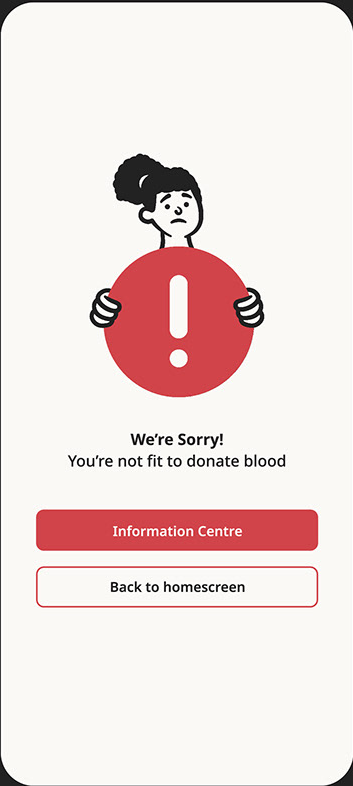 We’re Sorry!
You’re not fit to donate blood
Information Centre
Back to homescreen